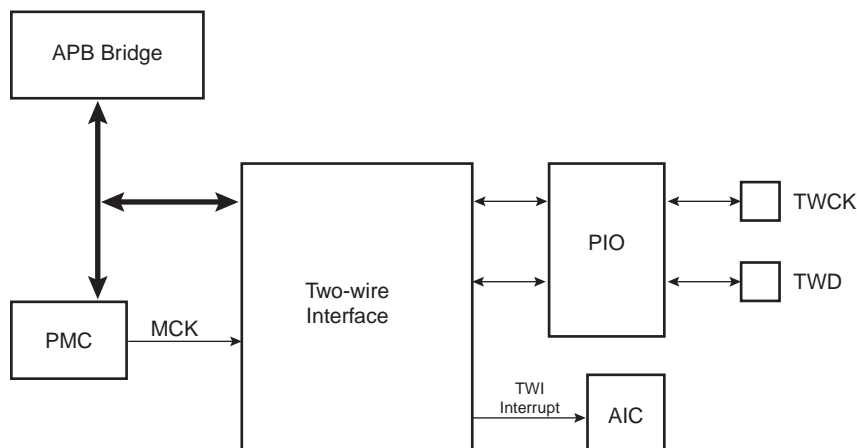 APB Bridge
TWCK
PIO
Two-wire
Interface
TWD
PMC
MCK
TWI
Interrupt
AIC